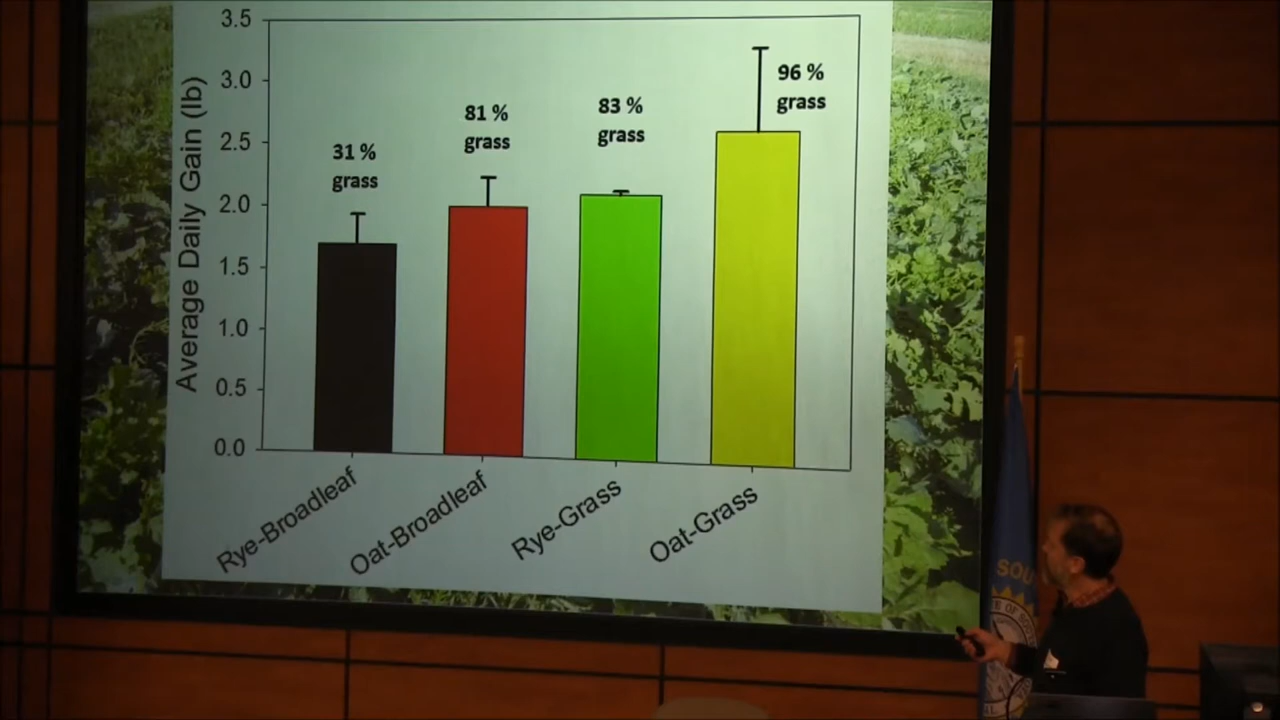 3.5
3.0
2.5
2.0
1.5
1.0
0.5
0.0
Average Daily Gain (lb)
31 %
grass
81 %
grass
83 %
grass
96 %
grass
Rye-Broadleaf
Oat-Broadleaf
Rye-Grass
Oat-Grass
SOU